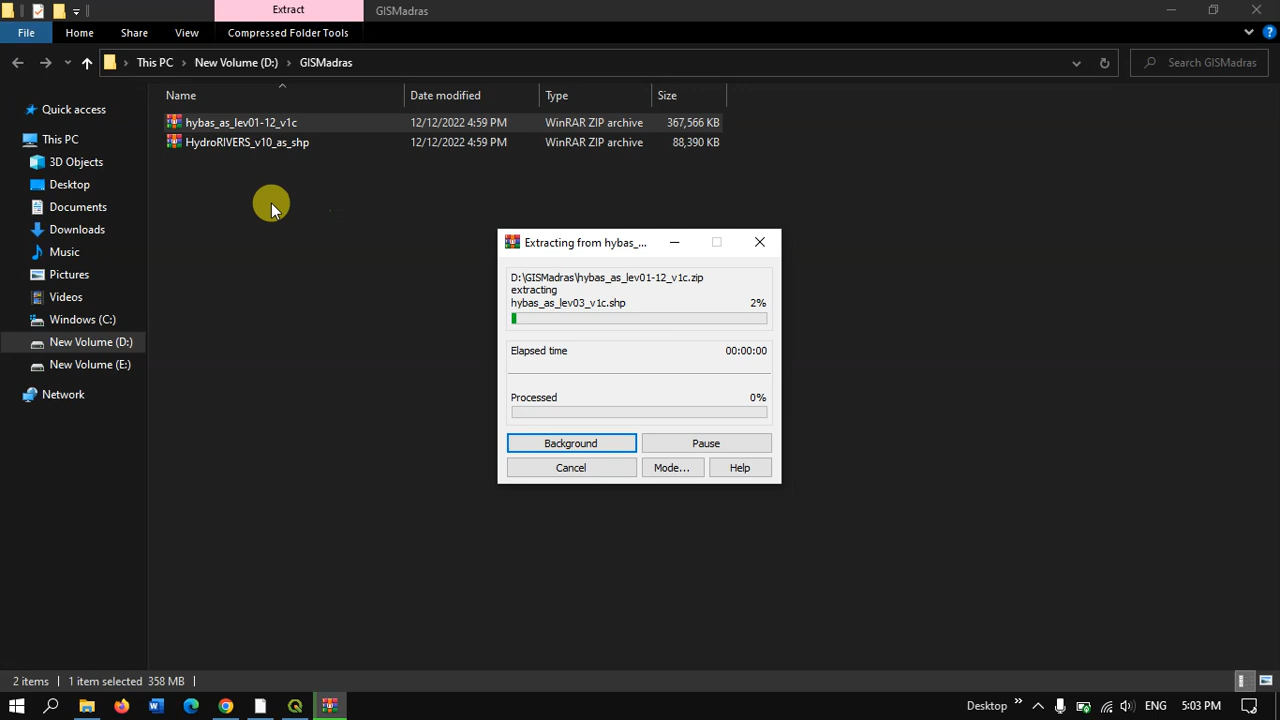 Extract
GISMadras
File
Home
Share
View
Compressed Folder Tools
This PC
New Volume (D:)
GISMadras
Search GISMadras
Name
Date modified
Type
Size
hybas_as_lev01-12_v1c
12/12/2022 4:59 PM
WinRAR ZIP archive
367,566 KB
HydroRIVERS_v10_as_shp
12/12/2022 4:59 PM
WinRAR ZIP archive
88,390 KB
Quick access
This PC
3D Objects
Desktop
Documents
Downloads
Music
Pictures
Videos
Windows (C:)
New Volume (D:)
New Volume (E:)
Network
Extracting from hybas_...
D:\GISMadras\hybas_as_lev01-12_v1c.zip
extracting
hybas_as_lev03_v1c.shp
2%
Elapsed time
00:00:00
Processed
0%
Background
Pause
Cancel
Mode...
Help
2 items
1 item selected 358 MB
Desktop
ENG
5:03 PM